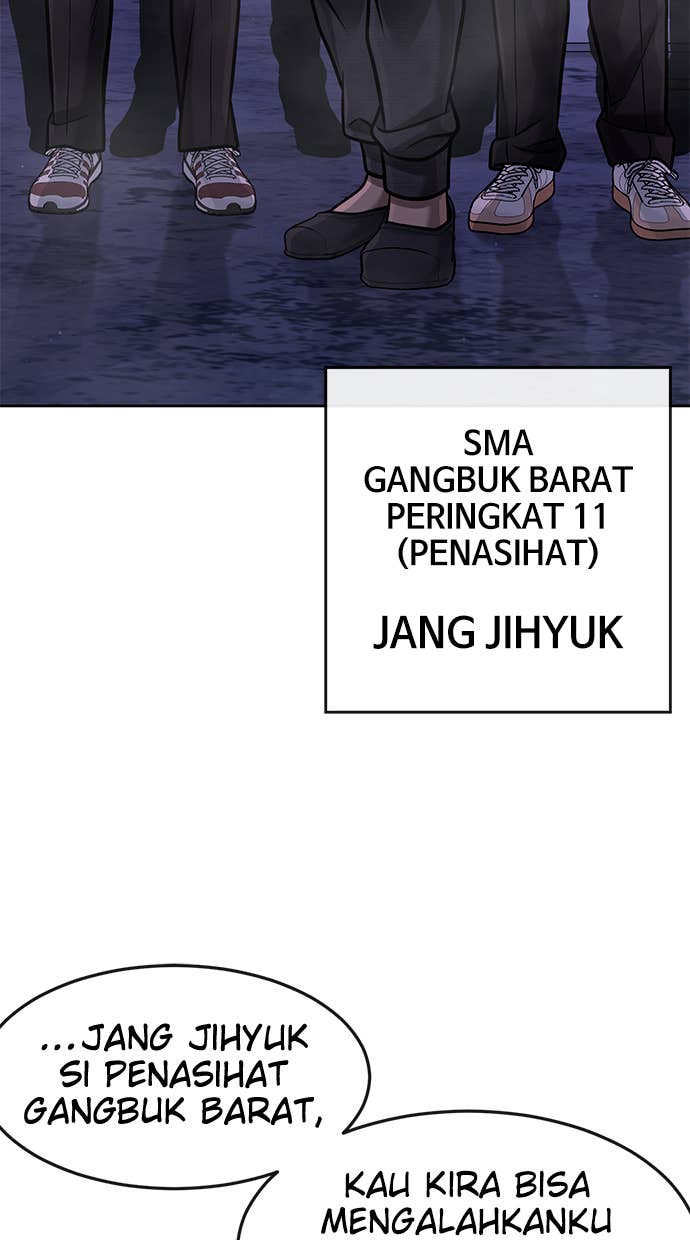 SMA
GANGBUK BARAT
PERINGKAT 11
(PENASIHAT)
JANG JIHYUK
...JANG JIHYUK
SI PENASIHAT
GANGBUK BARAT,
KAU KIRA BISA
MENGALAHKANKU